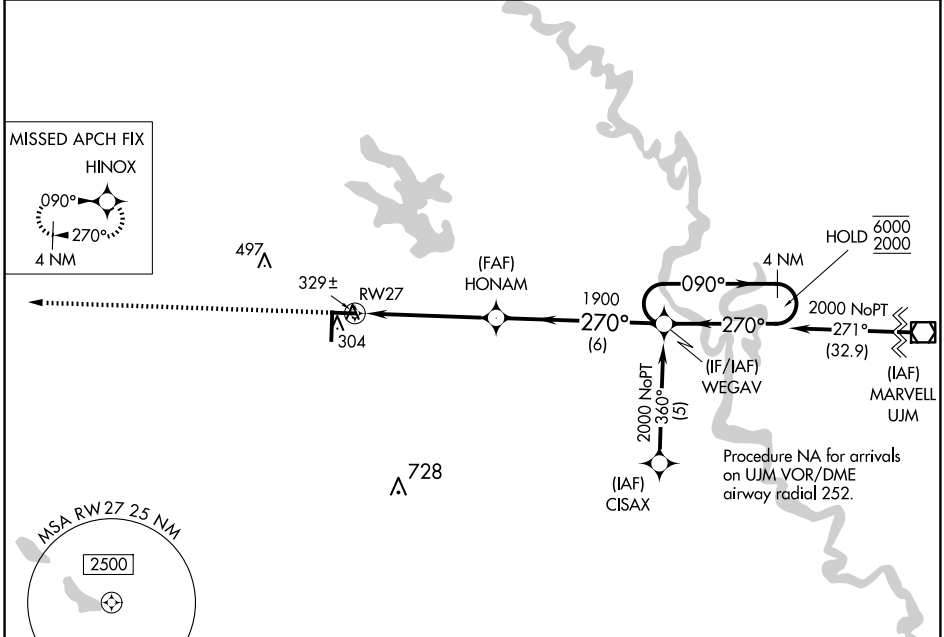 MISSED APCH FIX
HINOX
090°
270°
4 NM
497
329±
RW27
304
(FAF)
HONAM
1900
270°
(6)
090°
4 NM
270°
HOLD 6000
2000
2000 NoPT
271°
(32.9)
(IAF)
MARVELL
UJM
(IF/IAF)
WEGAV
2000 NoPT
360°
(5)
(IAF)
CISAX
Procedure NA for arrivals
on UJM VOR/DME
airway radial 252.
728
MSA RW27 25 NM
2500